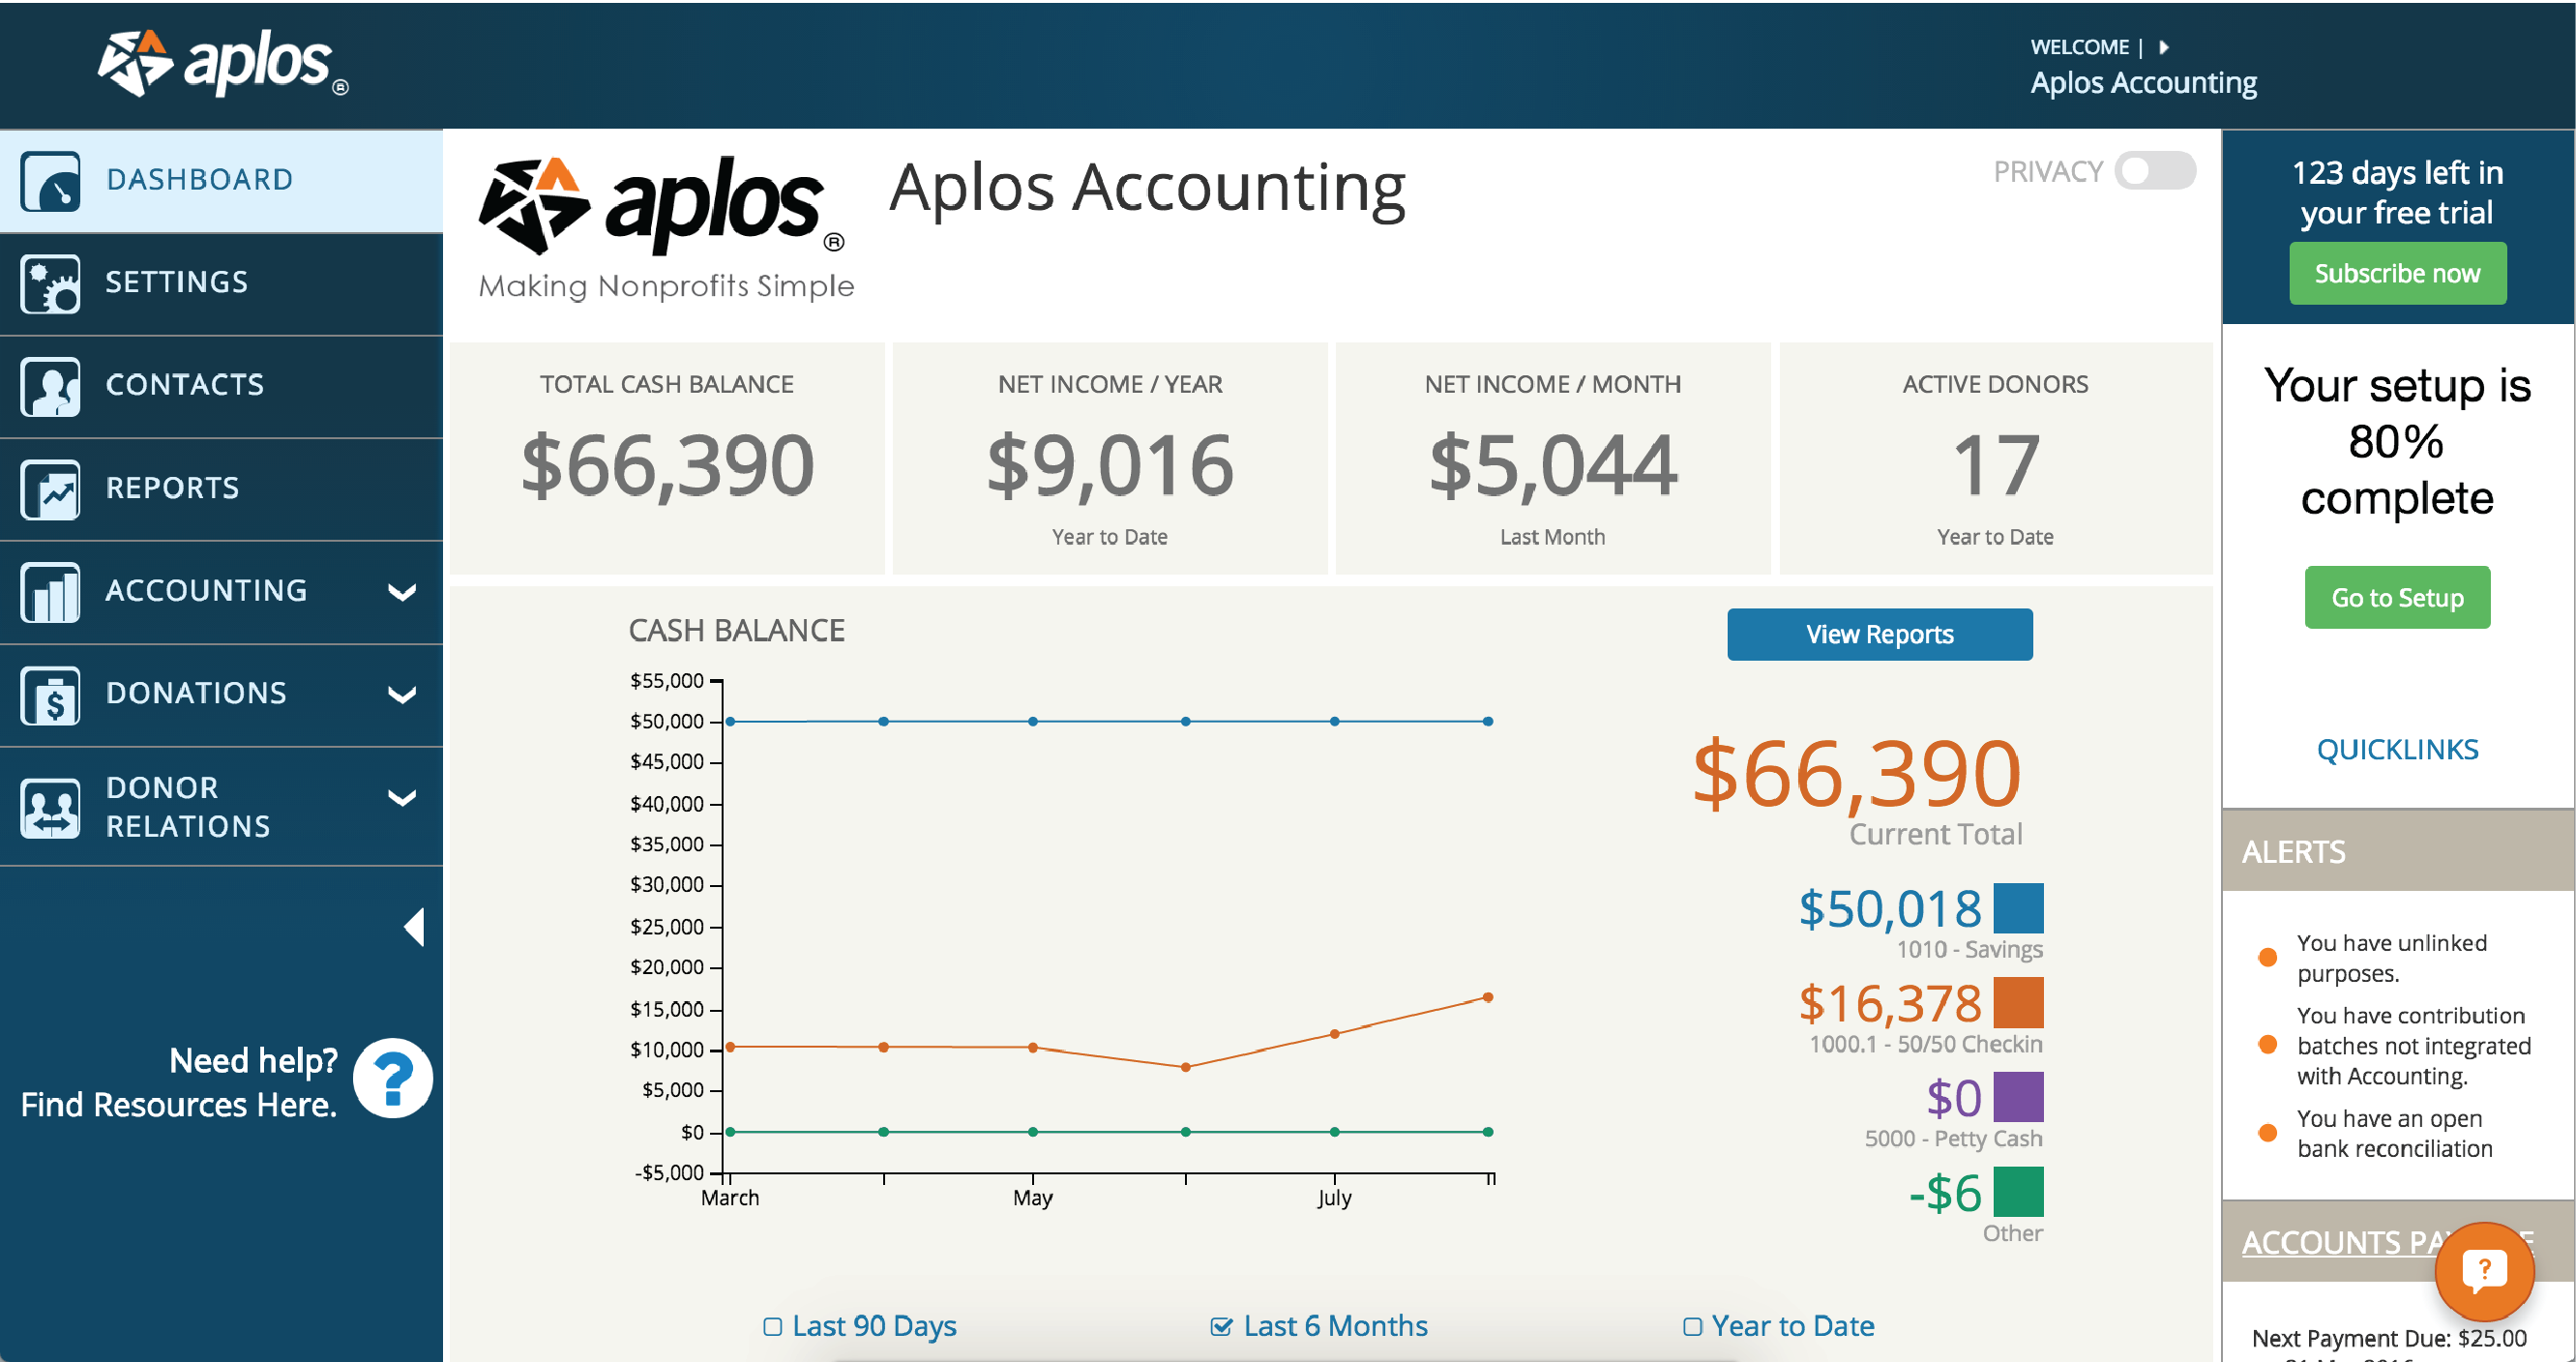 aplos®
WELCOME |
Aplos Accounting
DASHBOARD
SETTINGS
CONTACTS
REPORTS
ACCOUNTING
DONATIONS
DONOR
RELATIONS
Need help?
Find Resources Here.
?
aplos®
Making Nonprofits Simple
Aplos Accounting
PRIVACY
TOTAL CASH BALANCE
$66,390
NET INCOME / YEAR
$9,016
Year to Date
NET INCOME / MONTH
$5,044
Last Month
ACTIVE DONORS
17
Year to Date
CASH BALANCE
$55,000
$50,000
$45,000
$40,000
$35,000
$30,000
$25,000
$20,000
$15,000
$10,000
$5,000
$0
-$5,000
March
May
July
View Reports
$66,390
Current Total
$50,018
1010 - Savings
$16,378
1000.1 - 50/50 Checkin
$0
5000 - Petty Cash
-$6
Other
Last 90 Days
Last 6 Months
Year to Date
123 days left in
your free trial
Subscribe now
Your setup is
80%
complete
Go to Setup
QUICKLINKS
ALERTS
You have unlinked
purposes.
You have contribution
batches not integrated
with Accounting.
You have an open
bank reconciliation
ACCOUNTS
?
Next Payment Due: $25.00